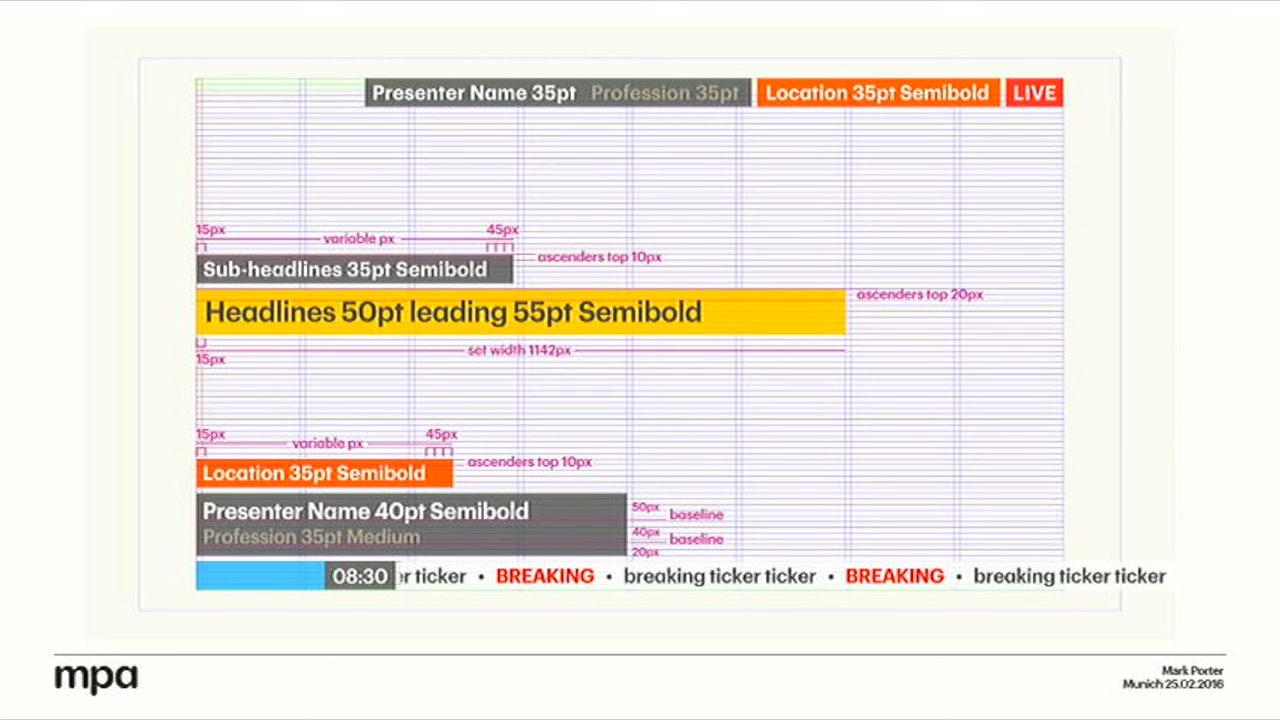 Presenter Name 35pt Profession 35pt Location 35pt Semibold LIVE
15px 45px
variable px
ascenders top 10px
Sub-headlines 35pt Semibold
ascenders top 20px
Headlines 50pt leading 55pt Semibold
set width 1142px
15px
15px 45px
variable px
ascenders top 10px
Location 35pt Semibold
Presenter Name 40pt Semibold
50px baseline
Profession 35pt Medium
40px baseline
20px
08:30 er ticker • BREAKING • breaking ticker ticker • BREAKING • breaking ticker ticker
mpa
Mark Porter
Munich 25.02.2016